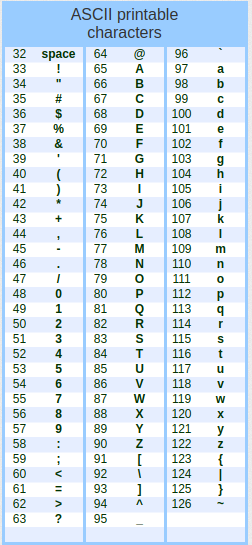 ASCII printable
characters
32 space 64 @ 96 `
33 ! 65 A 97 a
34 " 66 B 98 b
35 # 67 C 99 c
36 $ 68 D 100 d
37 % 69 E 101 e
38 & 70 F 102 f
39 ' 71 G 103 g
40 ( 72 H 104 h
41 ) 73 I 105 i
42 * 74 J 106 j
43 + 75 K 107 k
44 , 76 L 108 l
45 - 77 M 109 m
46 . 78 N 110 n
47 / 79 O 111 o
48 0 80 P 112 p
49 1 81 Q 113 q
50 2 82 R 114 r
51 3 83 S 115 s
52 4 84 T 116 t
53 5 85 U 117 u
54 6 86 V 118 v
55 7 87 W 119 w
56 8 88 X 120 x
57 9 89 Y 121 y
58 : 90 Z 122 z
59 ; 91 [ 123 {
60 < 92 \ 124 |
61 = 93 ] 125 }
62 > 94 ^ 126 ~
63 ? 95 _